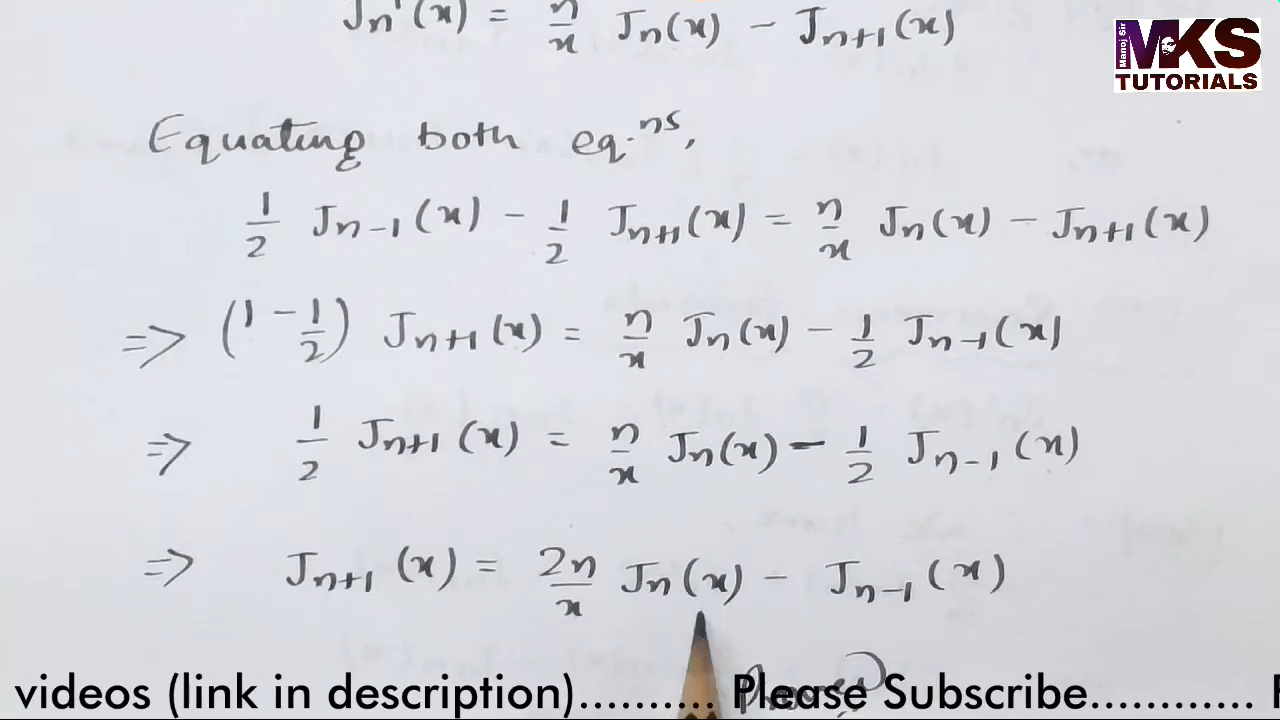 Jn'(x) = n/x Jn(x) - Jn+1(x)
Manoj Sir
MKS
TUTORIALS
Equating both eq.ns,
1/2 Jn-1(x) - 1/2 Jn+1(x) = n/x Jn(x) - Jn+1(x)
=> (1 - 1/2) Jn+1(x) = n/x Jn(x) - 1/2 Jn-1(x)
=> 1/2 Jn+1(x) = n/x Jn(x) - 1/2 Jn-1(x)
=> Jn+1(x) = 2n/x Jn(x) - Jn-1(x)
Proved
videos (link in description).......... Please Subscribe............